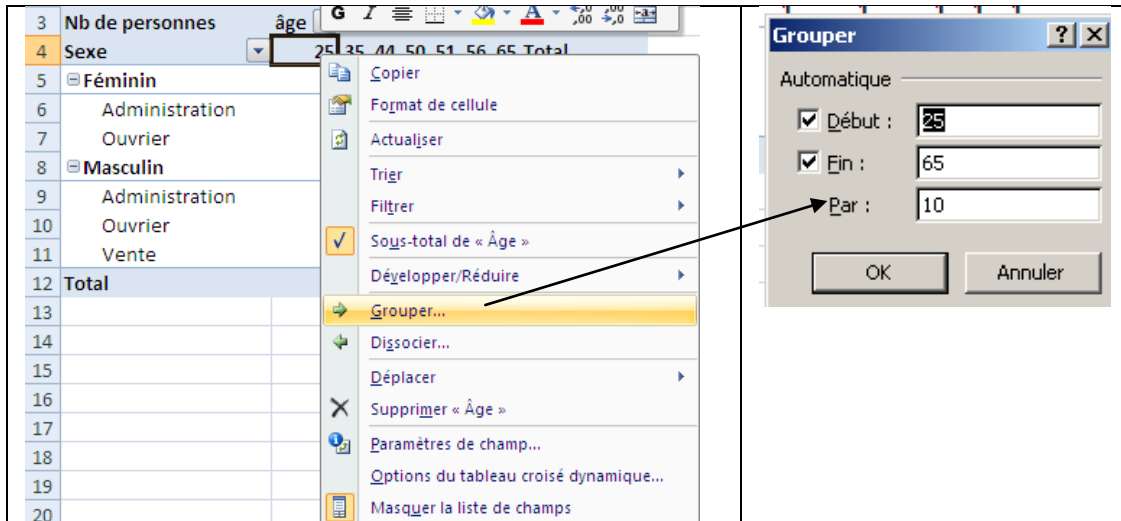 3 Nb de personnes âge
G I A ,00 ,00 -a-
4 Sexe 25 35 44 50 51 56 65 Total
5 Féminin
6 Administration
7 Ouvrier
8 Masculin
9 Administration
10 Ouvrier
11 Vente
12 Total
13
14
15
16
17
18
19
20
Copier
Format de cellule
Actualiser
Trier
Filtrer
Sous-total de « Âge »
Développer/Réduire
Grouper...
Dissocier...
Déplacer
Supprimer « Âge »
Paramètres de champ...
Options du tableau croisé dynamique...
Masquer la liste de champs
Grouper ? X
Automatique
Début : 25
Fin : 65
Par : 10
OK Annuler